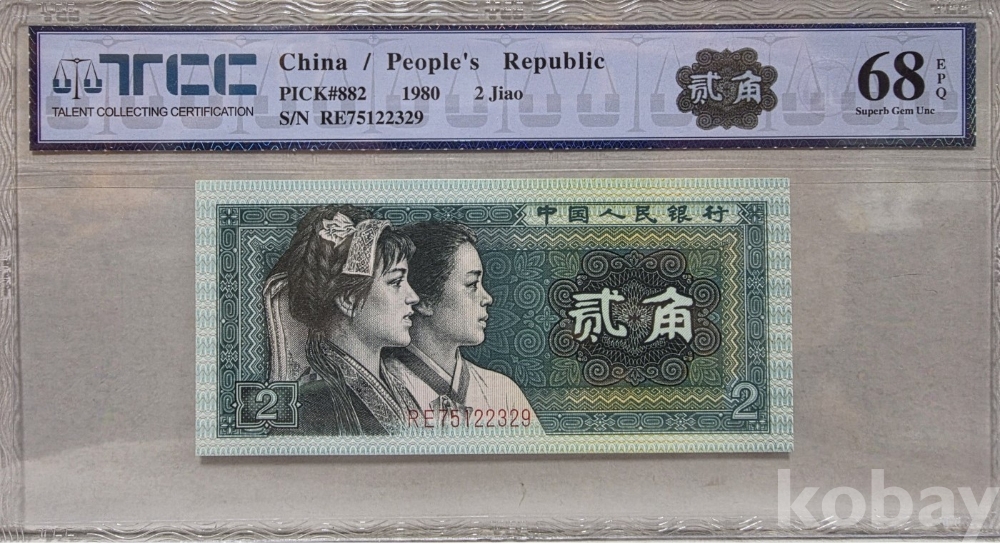 TCC
TALENT COLLECTING CERTIFICATION
China / People's Republic
PICK#882 1980 2 Jiao
S/N RE75122329
贰角
68 EPQ
Superb Gem Unc
中国人民银行
贰角
2
RE75122329
2
kobay